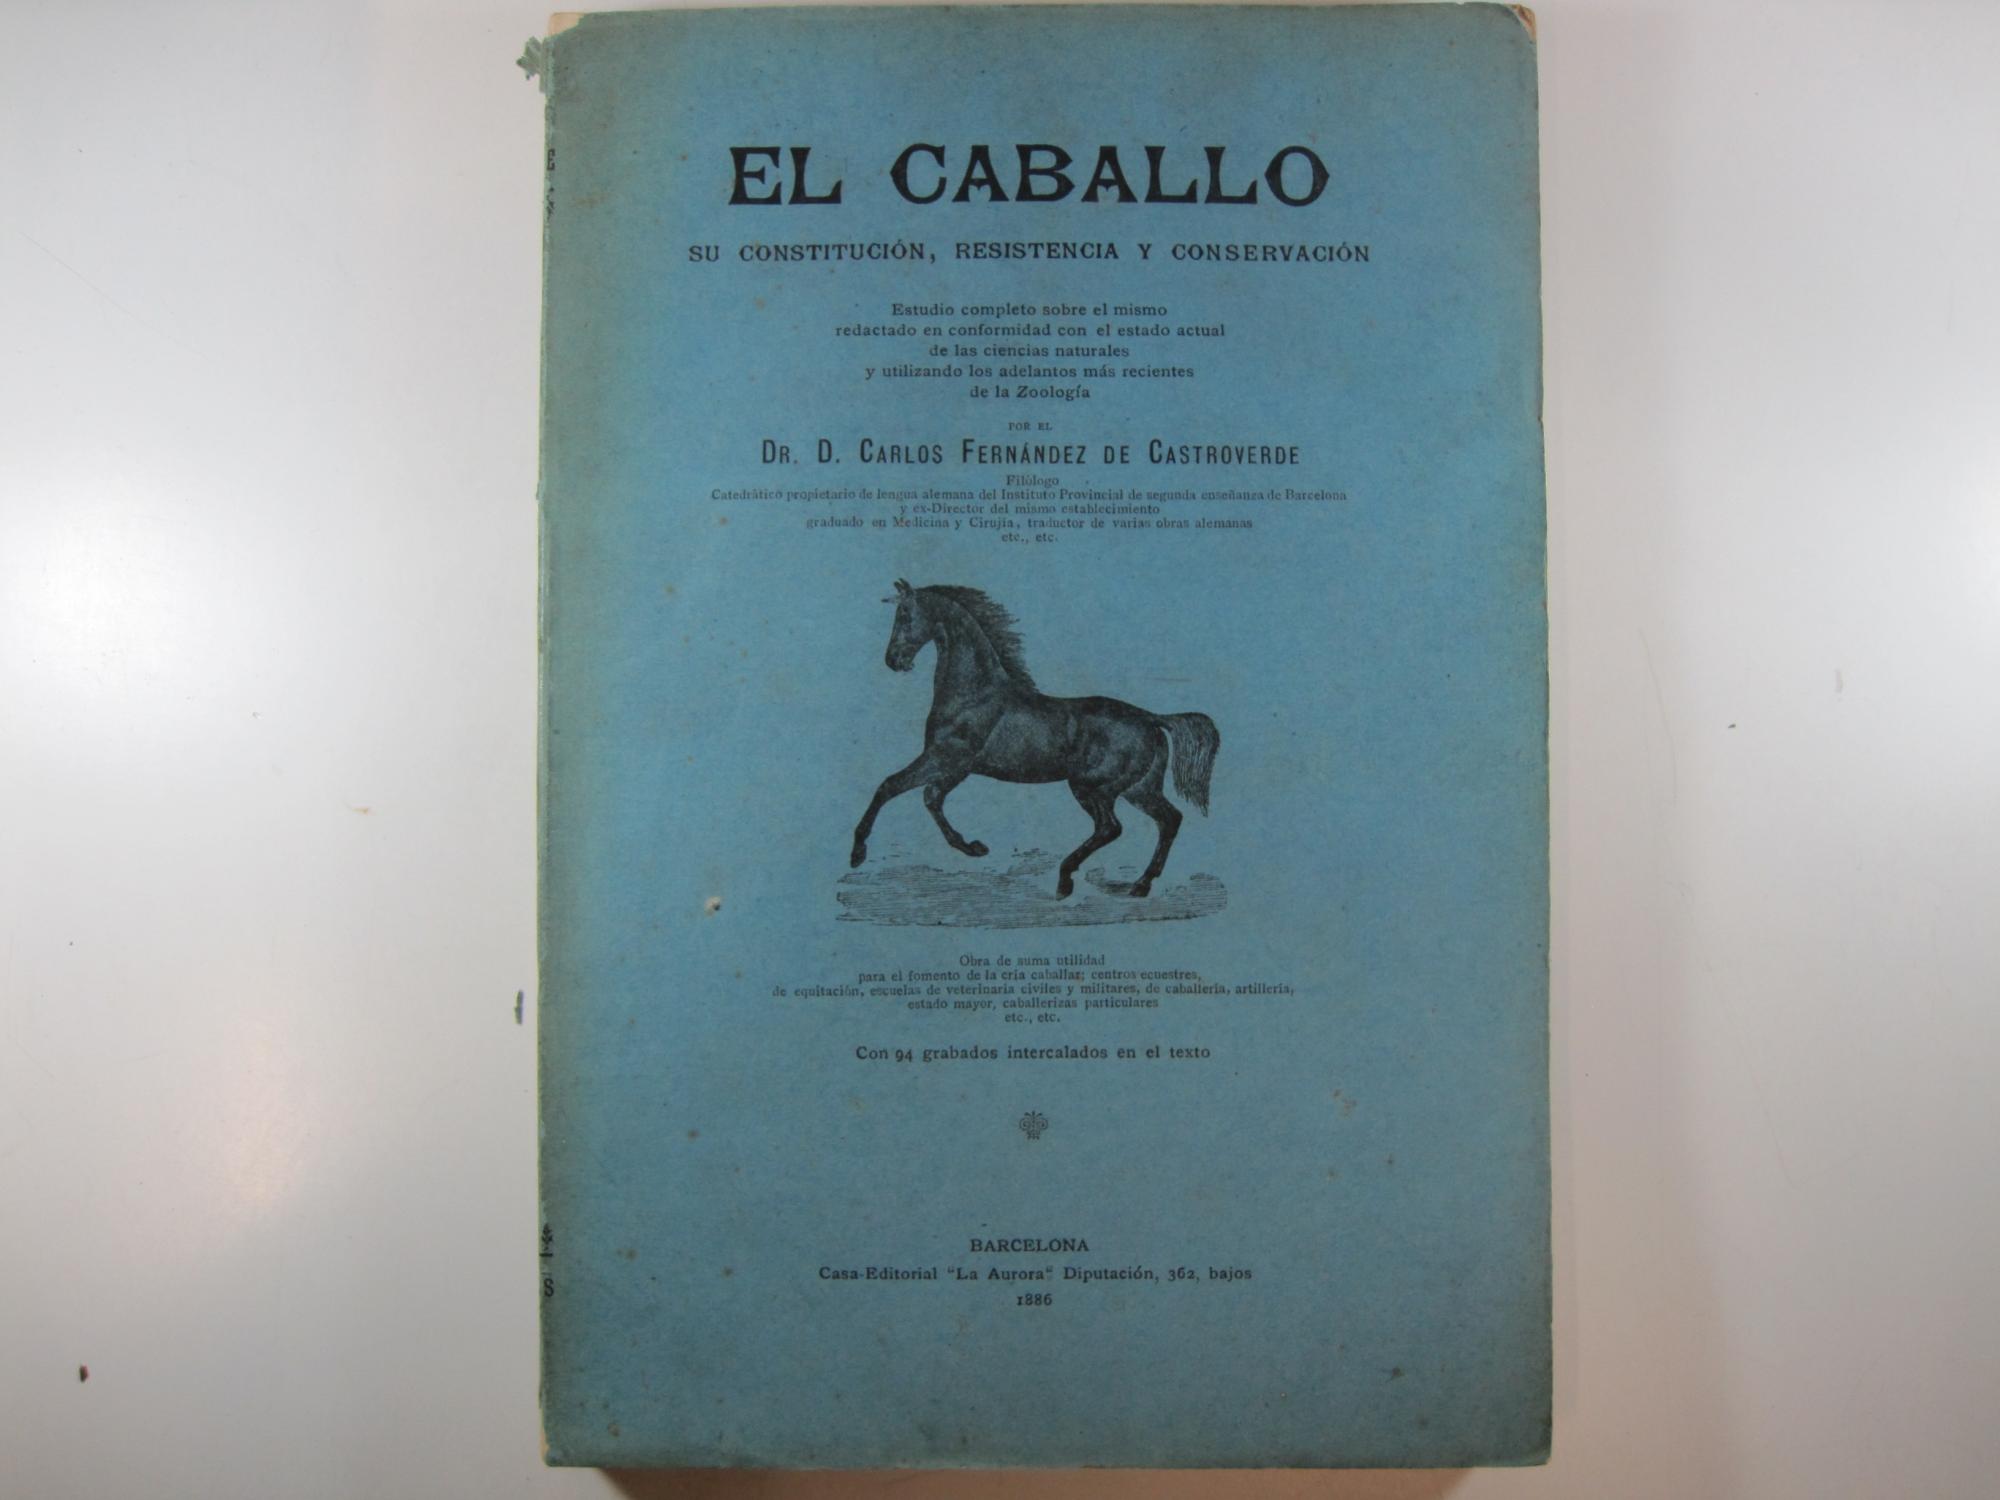 EL CABALLO
SU CONSTITUCIÓN, RESISTENCIA Y CONSERVACIÓN
Estudio completo sobre el mismo
redactado en conformidad con el estado actual
de las ciencias naturales
y utilizando los adelantos más recientes
de la Zoología
POR EL
DR. D. CARLOS FERNÁNDEZ DE CASTROVERDE
Filólogo
Catedrático propietario de lengua alemana del Instituto Provincial de segunda enseñanza de Barcelona
y ex-Director del mismo establecimiento
graduado en Medicina y Cirujía, traductor de varias obras alemanas
etc., etc.
Obra de suma utilidad
para el fomento de la cría caballar; centros ecuestres,
de equitación, escuelas de veterinaria civiles y militares, de caballería, artillería,
estado mayor, caballerizas particulares
etc., etc.
Con 94 grabados intercalados en el texto
BARCELONA
Casa-Editorial "La Aurora" Diputación, 362, bajos
1886